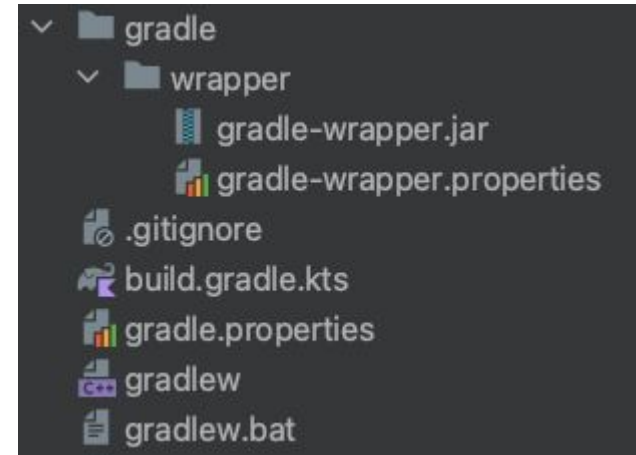 gradle
wrapper
gradle-wrapper.jar
gradle-wrapper.properties
.gitignore
build.gradle.kts
gradle.properties
C++ gradlew
gradlew.bat